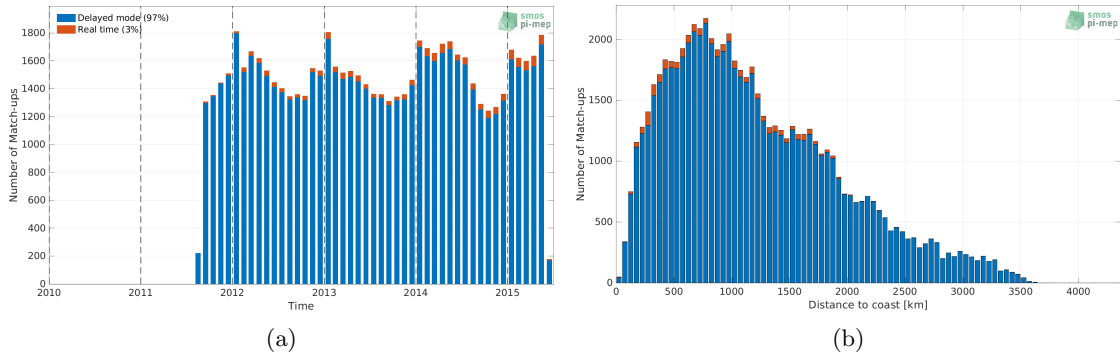 Delayed mode (97%)
Real time (3%)
smos
pi-mep
1800
1600
1400
1200
1000
800
600
400
200
0
Number of Match-ups
2010 2011 2012 2013 2014 2015
Time
(a)
smos
pi-mep
2000
1500
1000
500
0
Number of Match-ups
0 500 1000 1500 2000 2500 3000 3500 4000
Distance to coast [km]
(b)